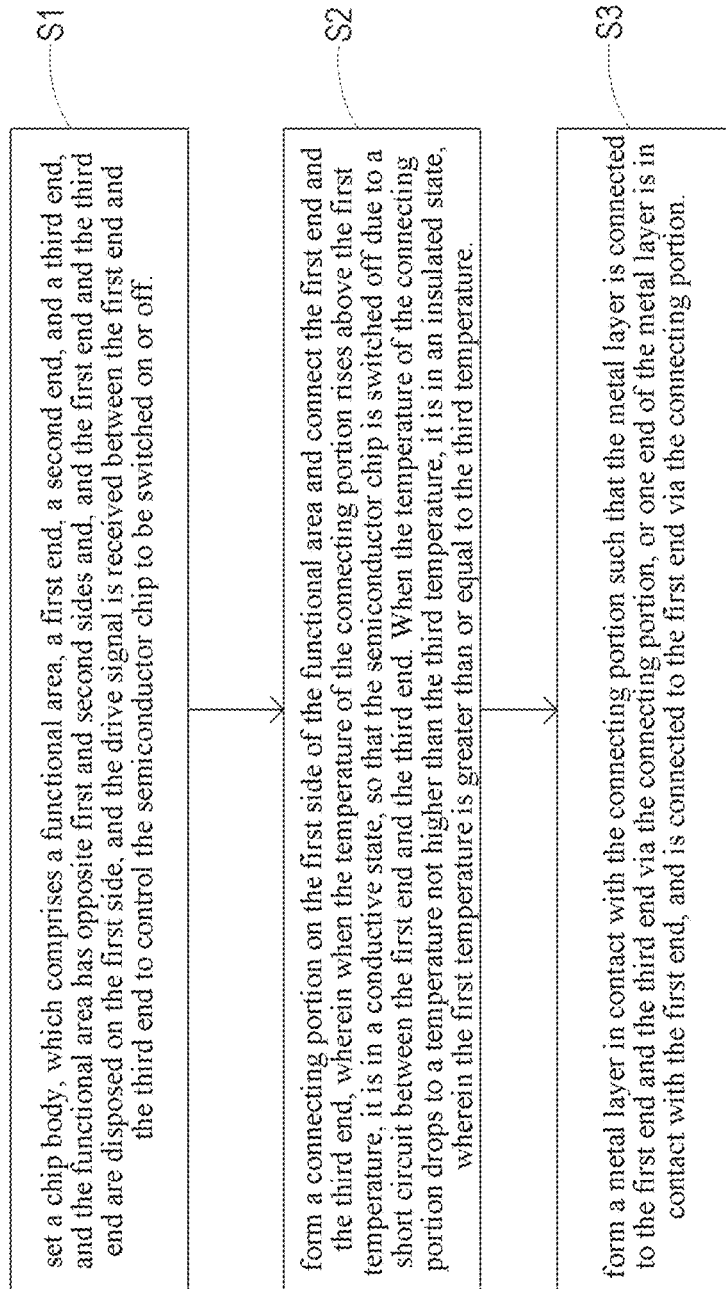 set a chip body, which comprises a functional area, a first end, a second end, and a third end,
and the functional area has opposite first and second sides and, and the first end and the third
end are disposed on the first side, and the drive signal is received between the first end and
the third end to control the semiconductor chip to be switched on or off.
S1
form a connecting portion on the first side of the functional area and connect the first end and
the third end, wherein when the temperature of the connecting portion rises above the first
temperature, it is in a conductive state, so that the semiconductor chip is switched off due to a
short circuit between the first end and the third end. When the temperature of the connecting
portion drops to a temperature not higher than the third temperature, it is in an insulated state,
wherein the first temperature is greater than or equal to the third temperature.
S2
form a metal layer in contact with the connecting portion such that the metal layer is connected
to the first end and the third end via the connecting portion, or one end of the metal layer is in
contact with the first end, and is connected to the first end via the connecting portion.
S3